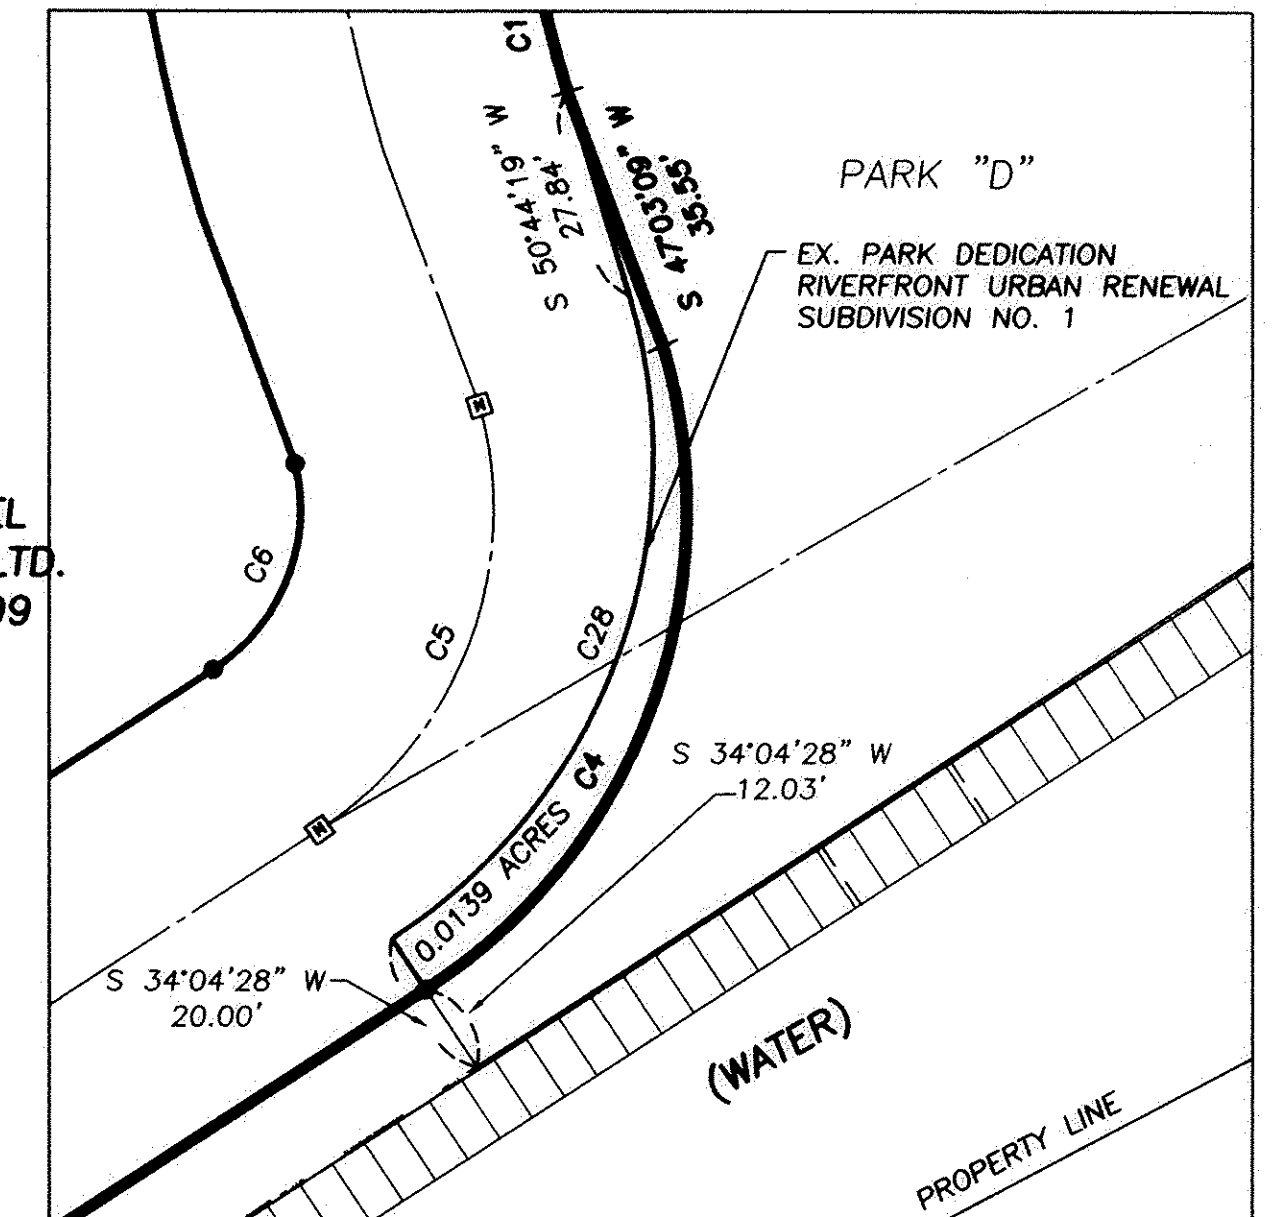 C1
S 50°44'19" W
27.84'
S 47°03'09" W
35.55'
PARK "D"
EX. PARK DEDICATION
RIVERFRONT URBAN RENEWAL
SUBDIVISION NO. 1
LTD.
C6
C5
C28
C4
0.0139 ACRES
S 34°04'28" W
12.03'
S 34°04'28" W
20.00'
(WATER)
PROPERTY LINE